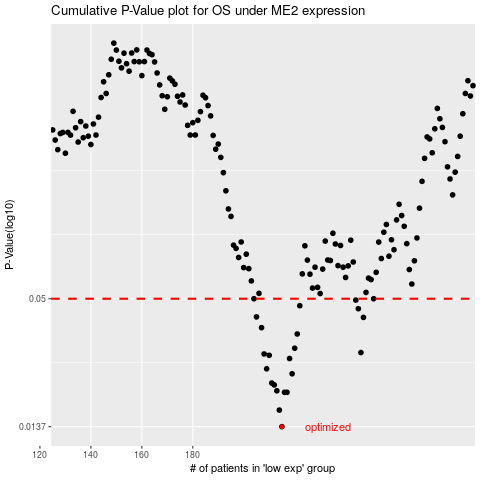 Cumulative P-Value plot for OS under ME2 expression
P-Value(log10)
0.05
0.0137
optimized
120 140 160 180
# of patients in 'low exp' group